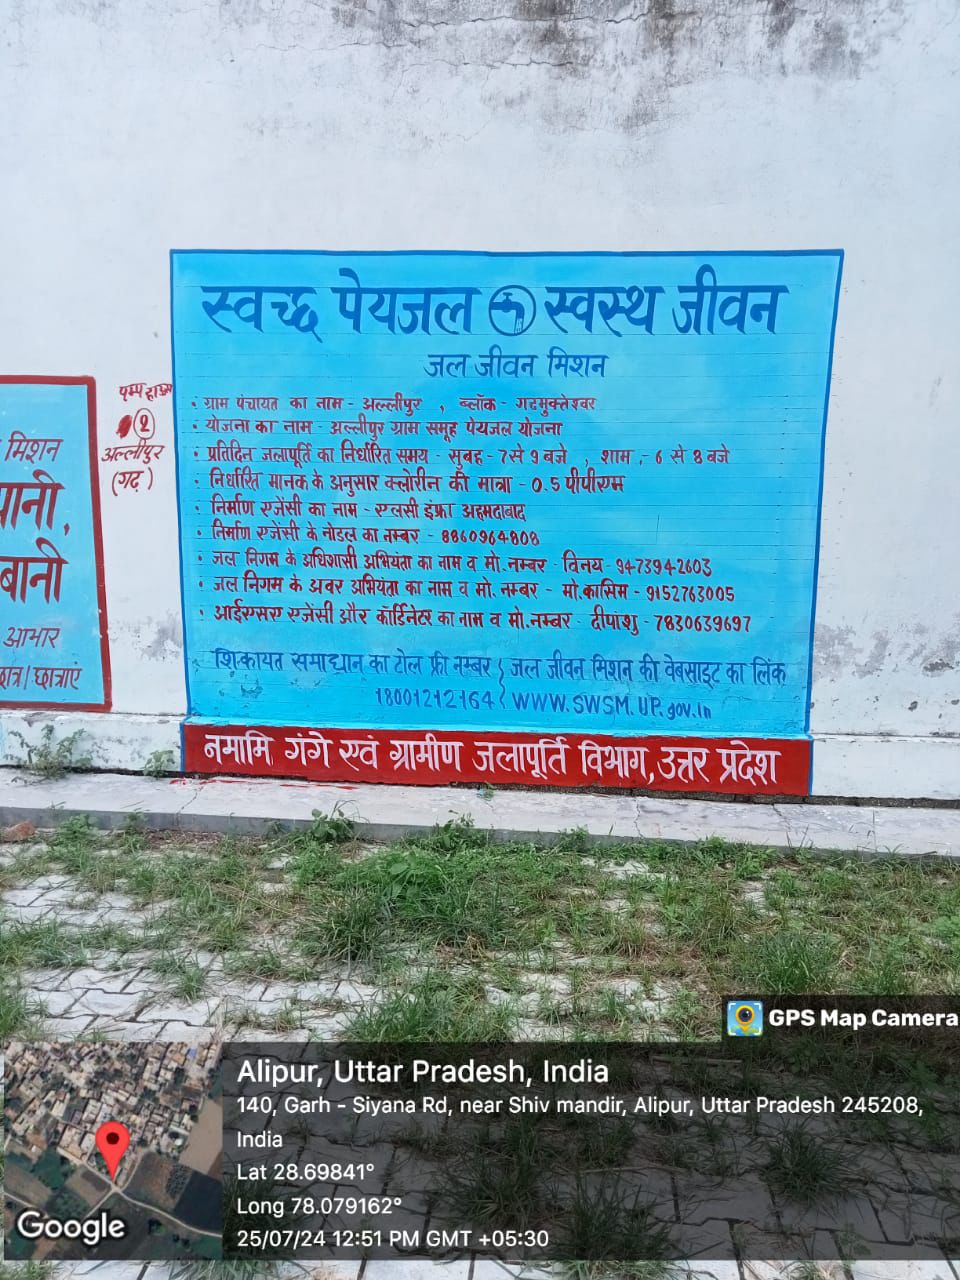 स्वच्छ पेयजल स्वस्थ जीवन
जल जीवन मिशन
• ग्राम पंचायत का नाम - अल्लीपुर , ब्लॉक - गढ़मुक्तेश्वर
• योजना का नाम - अल्लीपुर ग्राम समूह पेयजल योजना
• प्रतिदिन जलापूर्ति का निर्धारित समय - सुबह - 7 से 9 बजे , शाम, - 6 से 8 बजे
• निर्धारित मानक के अनुसार क्लोरीन की मात्रा - 0.5 पीपीएम
• निर्माण एजेंसी का नाम - एलसी इंफ्रा अहमदाबाद
• निर्माण एजेंसी के नोडल का नम्बर - 8860964808
• जल निगम के अधिशासी अभियंता का नाम व मो. नम्बर - विनय - 9473942603
• जल निगम के अवर अभियंता का नाम व मो. नम्बर - मो. कासिम - 9152763005
• आईएसए एजेंसी और कॉर्डिनेटर का नाम व मो. नम्बर - दीपांशु - 7830639697
शिकायत समाधान का टोल फ्री नम्बर
18001212164
जल जीवन मिशन की वेबसाइट का लिंक
WWW.SWSM.UP.gov.in
नमामि गंगे एवं ग्रामीण जलापूर्ति विभाग, उत्तर प्रदेश
पम्प हाउस
2
अल्लीपुर
(गढ़)
मिशन
पानी,
बानी
आभार
छात्र/छात्राएं
GPS Map Camera
Alipur, Uttar Pradesh, India
140, Garh - Siyana Rd, near Shiv mandir, Alipur, Uttar Pradesh 245208,
India
Lat 28.69841°
Long 78.079162°
25/07/24 12:51 PM GMT +05:30
Google